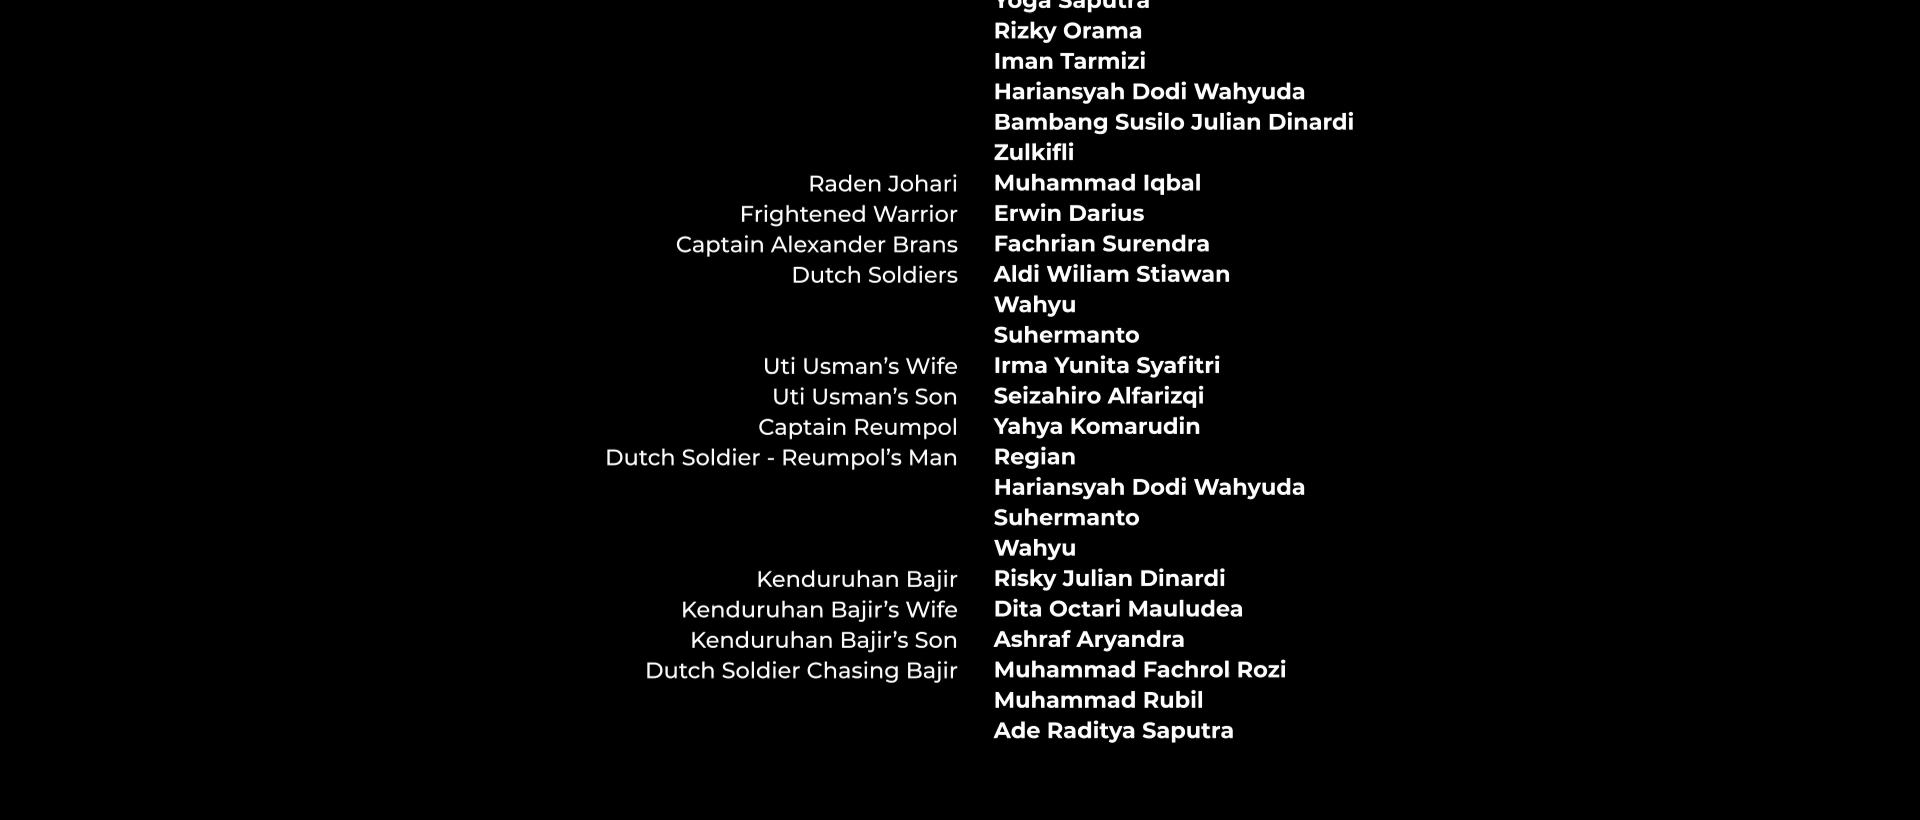 Yoga Saputra
Rizky Orama
Iman Tarmizi
Hariansyah Dodi Wahyuda
Bambang Susilo Julian Dinardi
Zulkifli
Raden Johari Muhammad Iqbal
Frightened Warrior Erwin Darius
Captain Alexander Brans Fachrian Surendra
Dutch Soldiers Aldi Wiliam Stiawan
Wahyu
Suhermanto
Uti Usman’s Wife Irma Yunita Syafitri
Uti Usman’s Son Seizahiro Alfarizqi
Captain Reumpol Yahya Komarudin
Dutch Soldier - Reumpol’s Man Regian
Hariansyah Dodi Wahyuda
Suhermanto
Wahyu
Kenduruhan Bajir Risky Julian Dinardi
Kenduruhan Bajir’s Wife Dita Octari Mauludea
Kenduruhan Bajir’s Son Ashraf Aryandra
Dutch Soldier Chasing Bajir Muhammad Fachrol Rozi
Muhammad Rubil
Ade Raditya Saputra